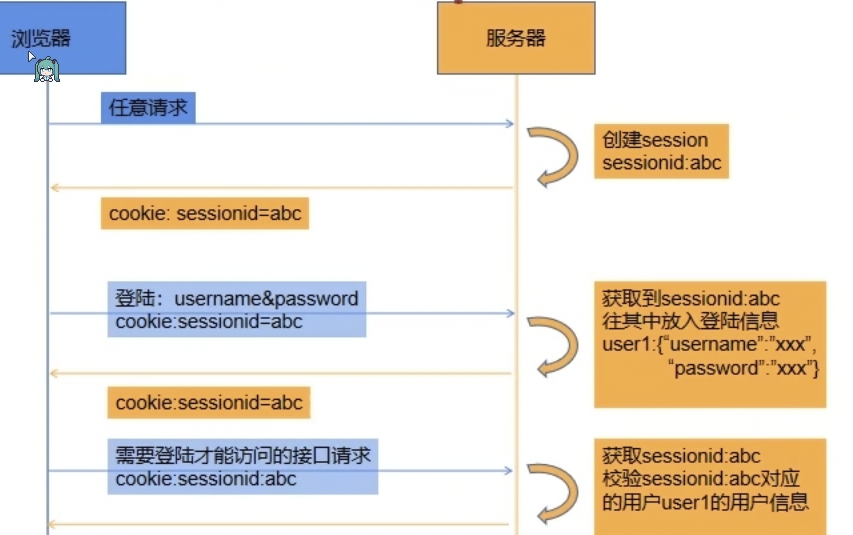 浏览器
服务器
任意请求
创建session
sessionid:abc
cookie: sessionid=abc
登陆：username&password
cookie:sessionid=abc
获取到sessionid:abc
往其中放入登陆信息
user1:{“username”:”xxx”,
“password”:”xxx”}
cookie:sessionid=abc
需要登陆才能访问的接口请求
cookie:sessionid:abc
获取sessionid:abc
校验sessionid:abc对应
的用户user1的用户信息